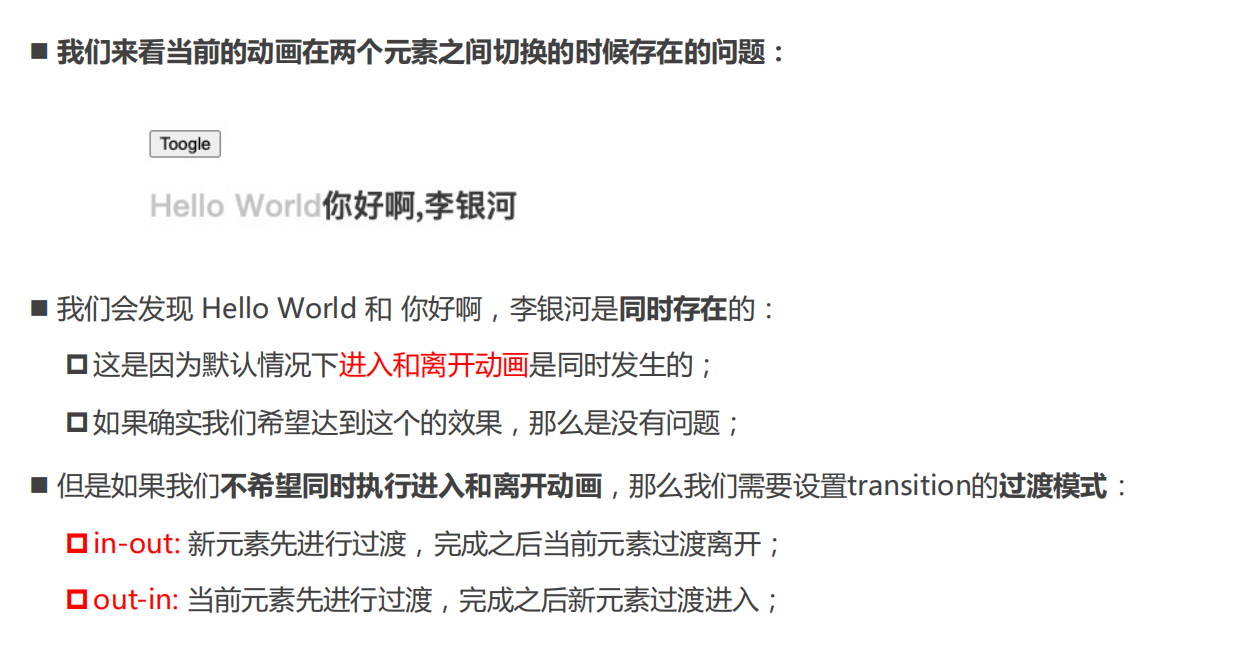 ■ 我们来看当前的动画在两个元素之间切换的时候存在的问题：
Toogle
Hello World你好啊,李银河
■ 我们会发现 Hello World 和 你好啊，李银河是同时存在的：
这是因为默认情况下进入和离开动画是同时发生的；
如果确实我们希望达到这个的效果，那么是没有问题；
■ 但是如果我们不希望同时执行进入和离开动画，那么我们需要设置transition的过渡模式：
in-out: 新元素先进行过渡，完成之后当前元素过渡离开；
out-in: 当前元素先进行过渡，完成之后新元素过渡进入；